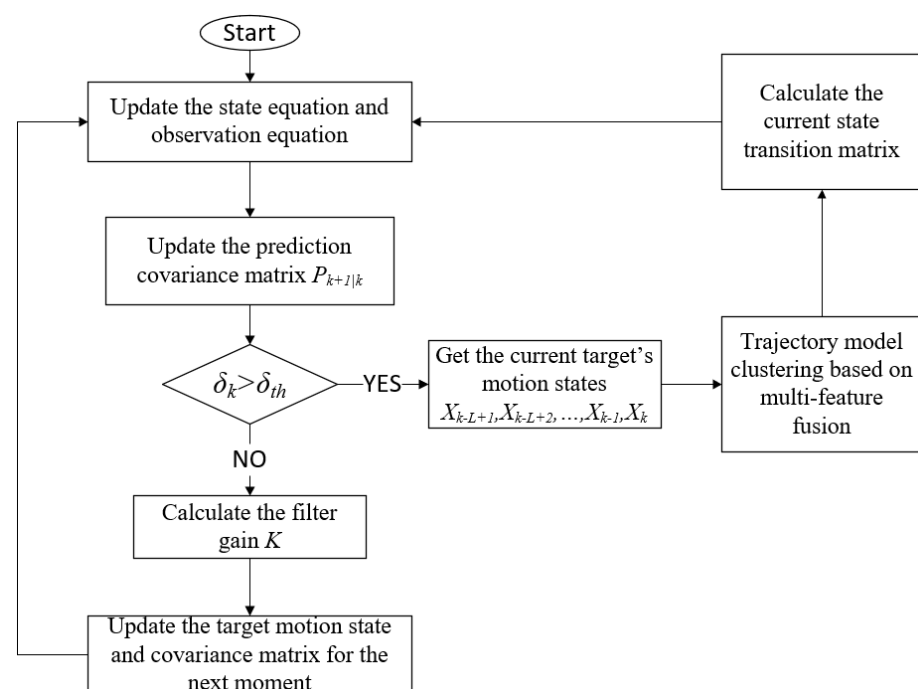 Start
Update the state equation and
observation equation
Update the prediction
covariance matrix P_{k+1|k}
δ_k>δ_{th}
YES
NO
Get the current target's
motion states
X_{k-L+1},X_{k-L+2},...,X_{k-1},X_k
Trajectory model
clustering based on
multi-feature
fusion
Calculate the
current state
transition matrix
Calculate the filter
gain K
Update the target motion state
and covariance matrix for the
next moment